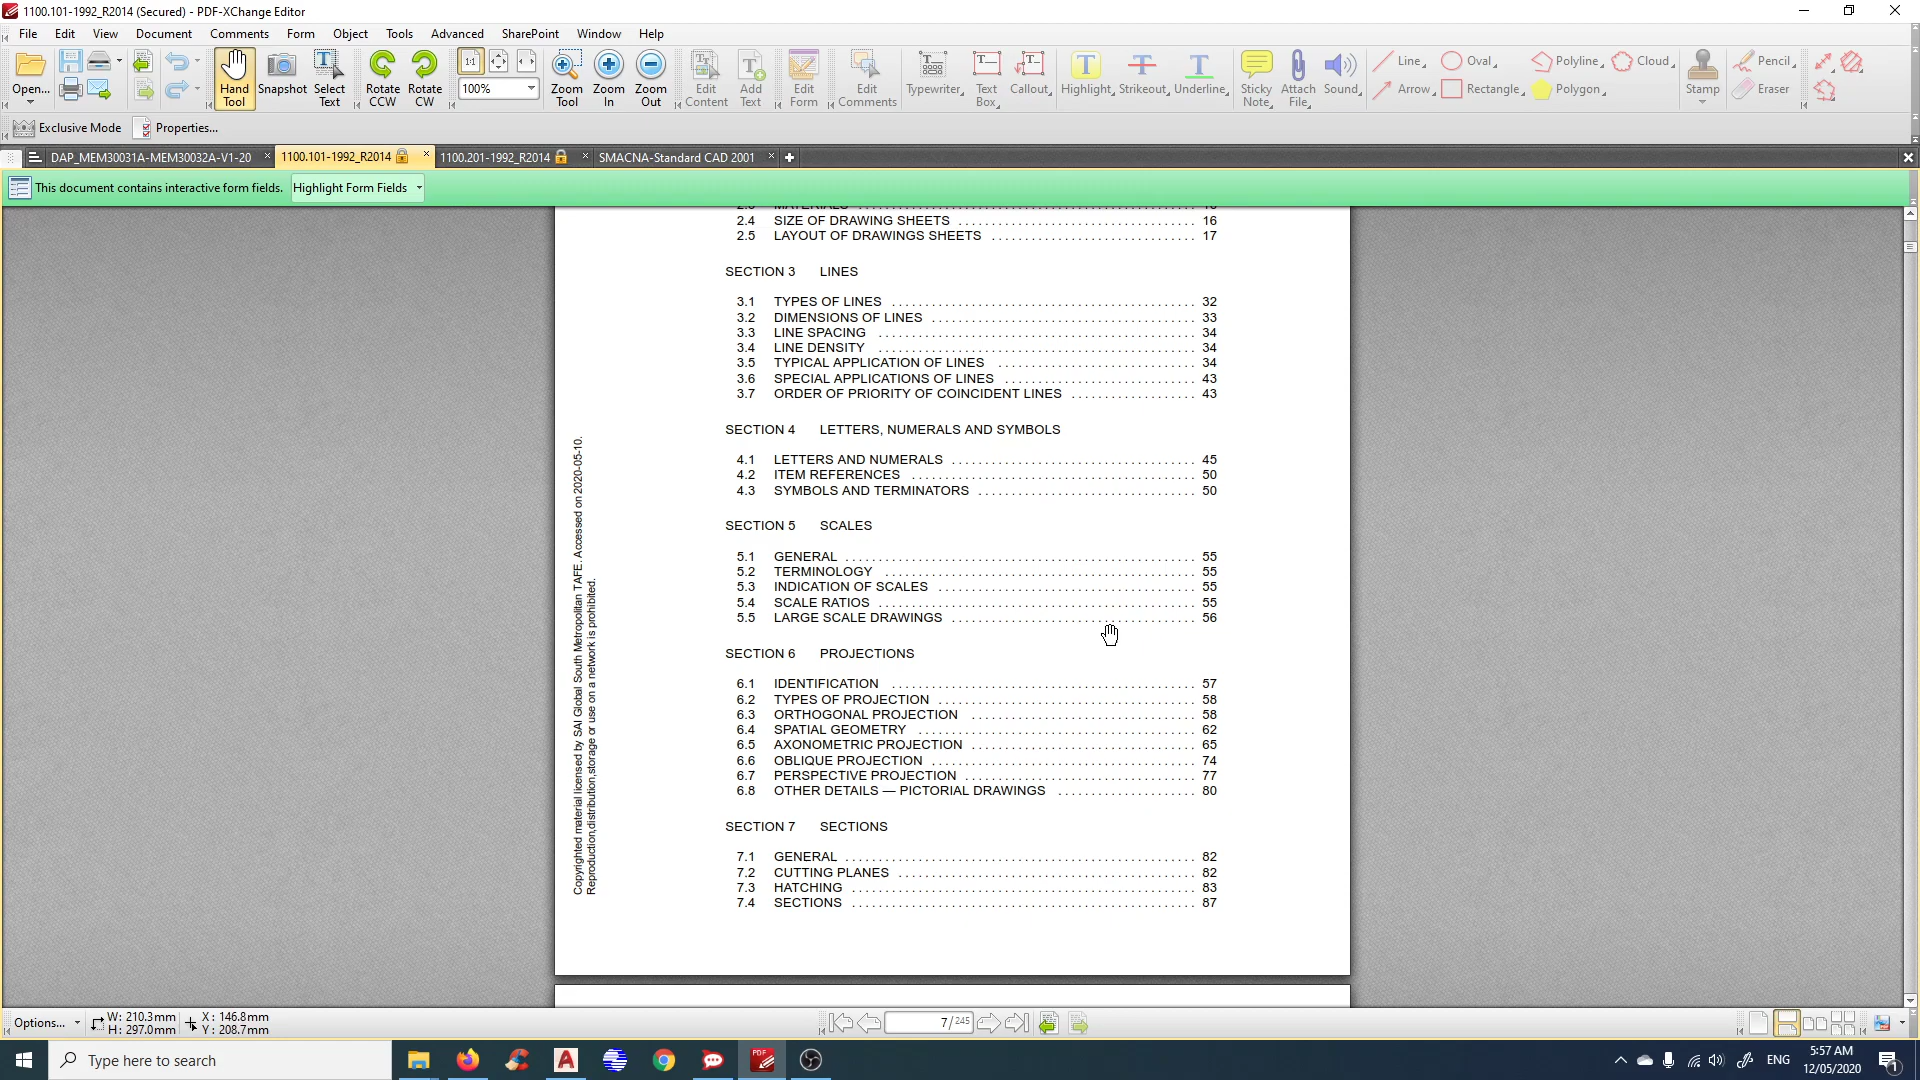 1100.101-1992_R2014 (Secured) - PDF-XChange Editor
File Edit View Document Comments Form Object Tools Advanced SharePoint Window Help
Open... Hand Tool Snapshot Select Text Rotate CCW Rotate CW 1:1 100% Zoom Tool Zoom In Zoom Out Edit Content Add Text Edit Form Edit Comments Typewriter Text Box Callout Highlight Strikeout Underline Sticky Note Attach File Sound Line Arrow Oval Rectangle Polyline Polygon Cloud Stamp Pencil Eraser
Exclusive Mode Properties...
DAP_MEM30031A-MEM30032A-V1-20 1100.101-1992_R2014 1100.201-1992_R2014 SMACNA-Standard CAD 2001
This document contains interactive form fields. Highlight Form Fields
2.4 SIZE OF DRAWING SHEETS 16
2.5 LAYOUT OF DRAWINGS SHEETS 17
SECTION 3 LINES
3.1 TYPES OF LINES 32
3.2 DIMENSIONS OF LINES 33
3.3 LINE SPACING 34
3.4 LINE DENSITY 34
3.5 TYPICAL APPLICATION OF LINES 34
3.6 SPECIAL APPLICATIONS OF LINES 43
3.7 ORDER OF PRIORITY OF COINCIDENT LINES 43
SECTION 4 LETTERS, NUMERALS AND SYMBOLS
4.1 LETTERS AND NUMERALS 45
4.2 ITEM REFERENCES 50
4.3 SYMBOLS AND TERMINATORS 50
SECTION 5 SCALES
5.1 GENERAL 55
5.2 TERMINOLOGY 55
5.3 INDICATION OF SCALES 55
5.4 SCALE RATIOS 55
5.5 LARGE SCALE DRAWINGS 56
SECTION 6 PROJECTIONS
6.1 IDENTIFICATION 57
6.2 TYPES OF PROJECTION 58
6.3 ORTHOGONAL PROJECTION 58
6.4 SPATIAL GEOMETRY 62
6.5 AXONOMETRIC PROJECTION 65
6.6 OBLIQUE PROJECTION 74
6.7 PERSPECTIVE PROJECTION 77
6.8 OTHER DETAILS — PICTORIAL DRAWINGS 80
SECTION 7 SECTIONS
7.1 GENERAL 82
7.2 CUTTING PLANES 82
7.3 HATCHING 83
7.4 SECTIONS 87
Copyrighted material licensed by SAI Global South Metropolitan TAFE. Accessed on 2020-05-10.
Reproduction,distribution,storage or use on a network is prohibited.
Options... W: 210.3mm X: 146.8mm
H: 297.0mm Y: 208.7mm
7/245
Type here to search
ENG 5:57 AM
12/05/2020